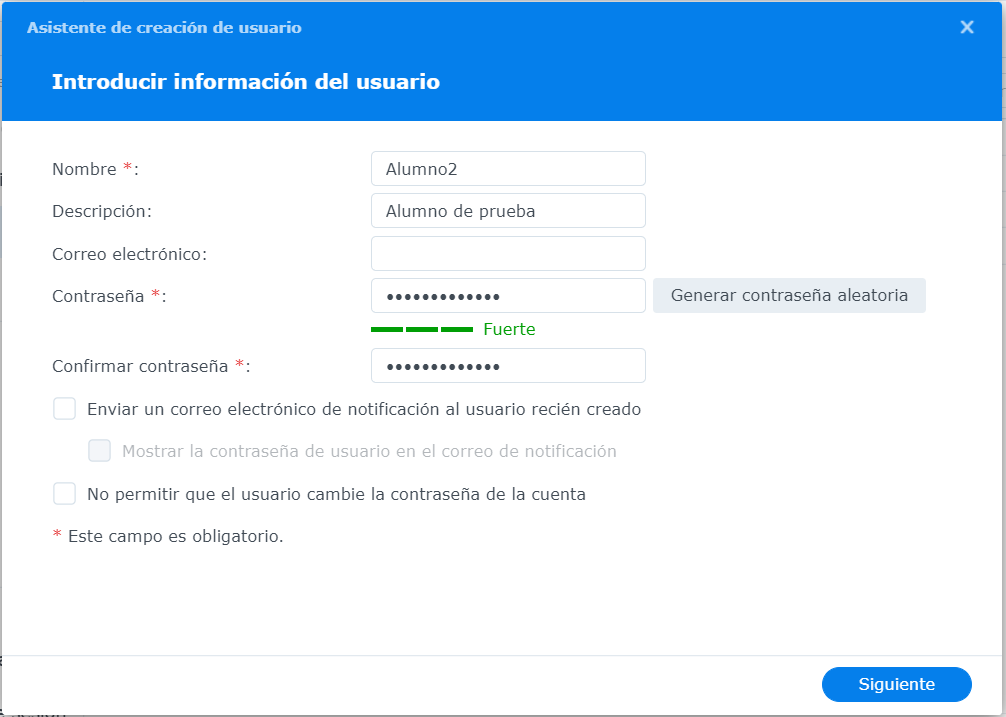 Asistente de creación de usuario
Introducir información del usuario
Nombre *: Alumno2
Descripción: Alumno de prueba
Correo electrónico:
Contraseña *: ••••••••••••• Generar contraseña aleatoria
Fuerte
Confirmar contraseña *: •••••••••••••
Enviar un correo electrónico de notificación al usuario recién creado
Mostrar la contraseña de usuario en el correo de notificación
No permitir que el usuario cambie la contraseña de la cuenta
* Este campo es obligatorio.
Siguiente